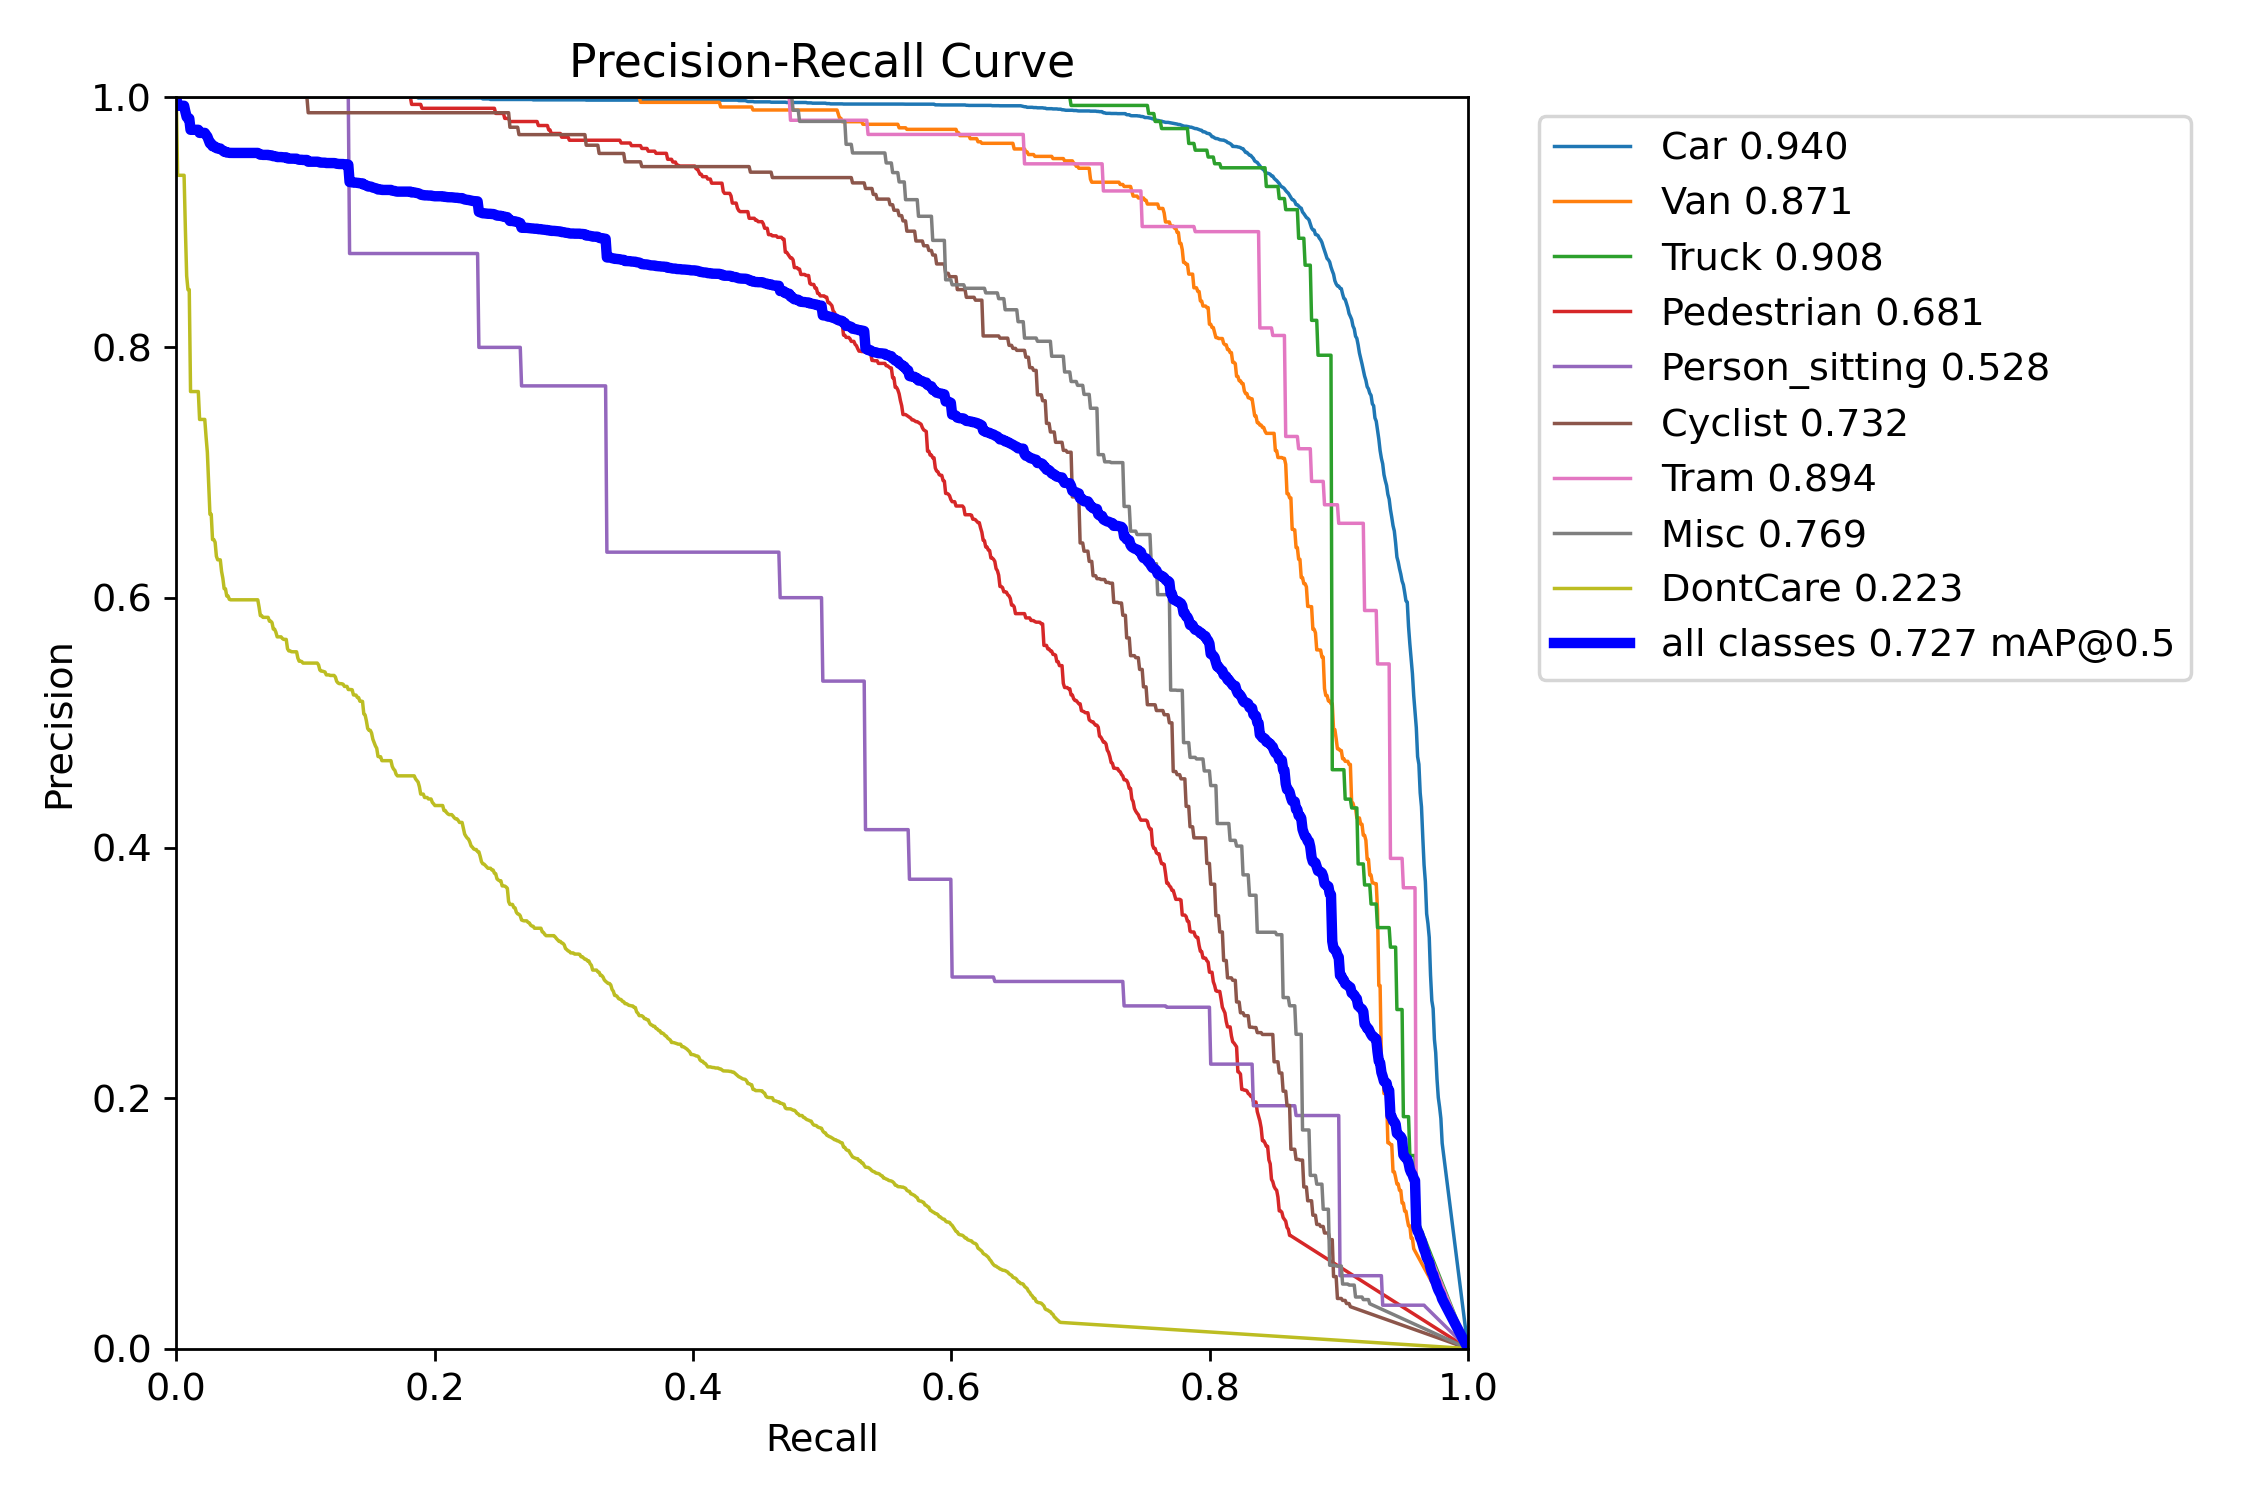 Precision-Recall Curve
1.0
0.8
0.6
0.4
0.2
0.0
Precision
0.0 0.2 0.4 0.6 0.8 1.0
Recall
Car 0.940
Van 0.871
Truck 0.908
Pedestrian 0.681
Person_sitting 0.528
Cyclist 0.732
Tram 0.894
Misc 0.769
DontCare 0.223
all classes 0.727 mAP@0.5